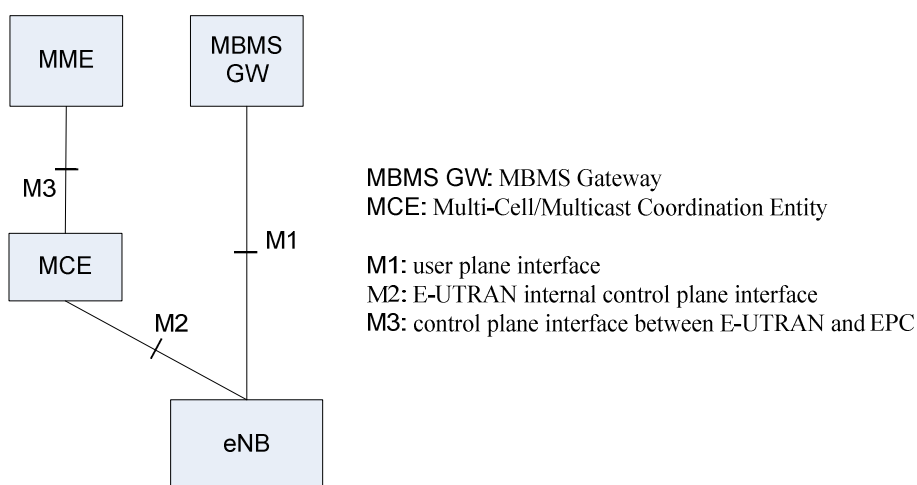 MME
MBMS
GW
M3
M1
MCE
M2
eNB
MBMS GW: MBMS Gateway
MCE: Multi-Cell/Multicast Coordination Entity
M1: user plane interface
M2: E-UTRAN internal control plane interface
M3: control plane interface between E-UTRAN and EPC